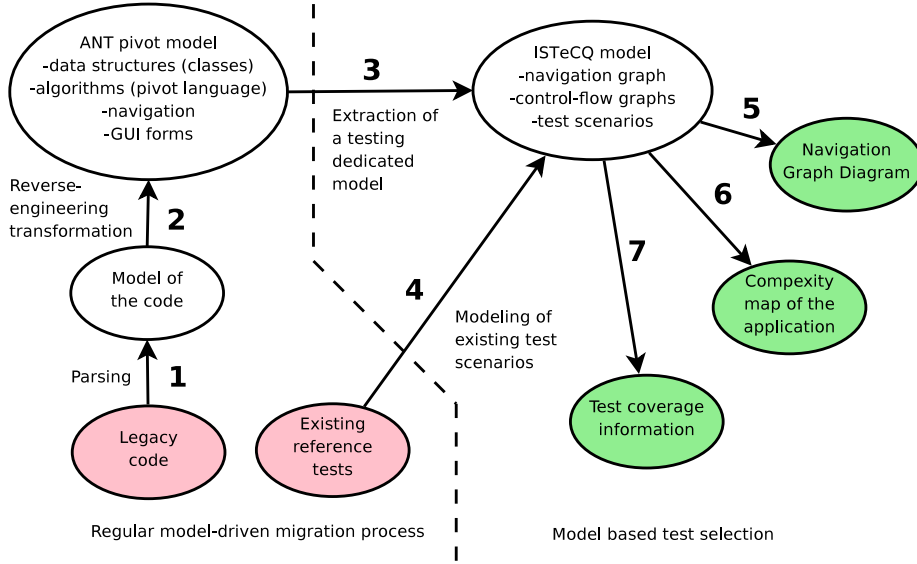 ANT pivot model
-data structures (classes)
-algorithms (pivot language)
-navigation
-GUI forms
3
Extraction of
a testing
dedicated
model
ISTeCQ model
-navigation graph
-control-flow graphs
-test scenarios
5
Navigation
Graph Diagram
Reverse-
engineering
transformation
2
6
Model of
the code
4
7
Compexity
map of the
application
Modeling of
existing test
scenarios
Parsing
1
Legacy
code
Existing
reference
tests
Test coverage
information
Regular model-driven migration process
Model based test selection